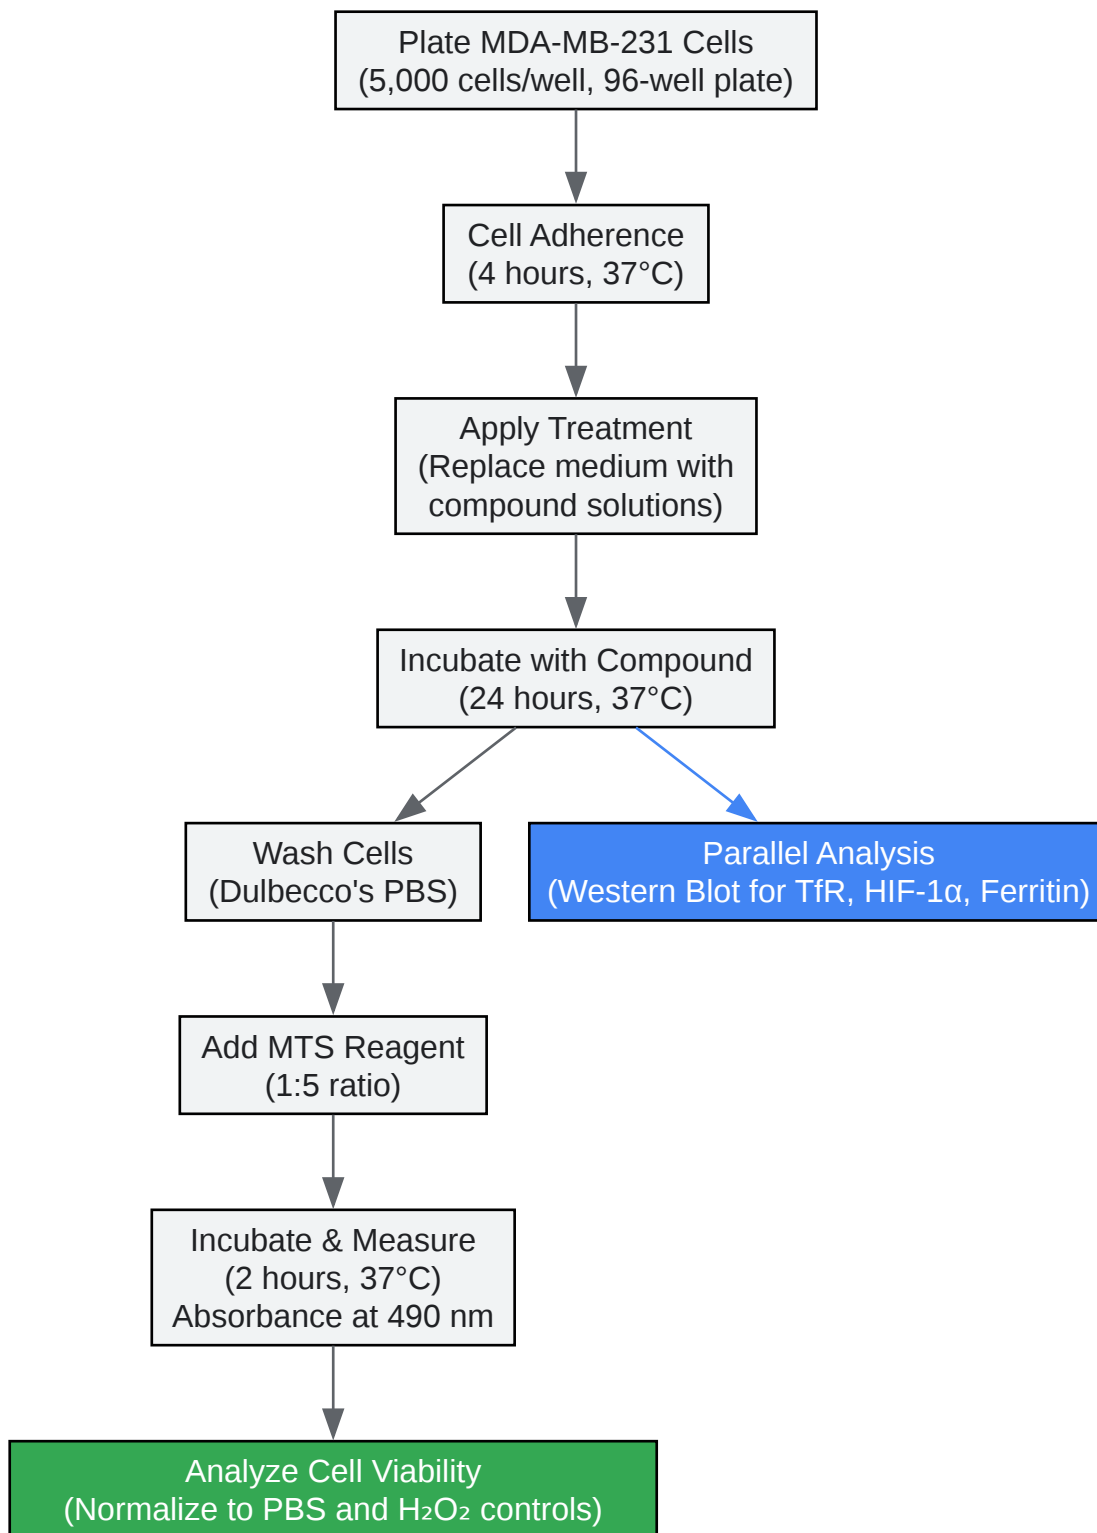 Plate MDA-MB-231 Cells
(5,000 cells/well, 96-well plate)
Cell Adherence
(4 hours, 37°C)
Apply Treatment
(Replace medium with
compound solutions)
Incubate with Compound
(24 hours, 37°C)
Wash Cells
(Dulbecco's PBS)
Parallel Analysis
(Western Blot for TfR, HIF-1α, Ferritin)
Add MTS Reagent
(1:5 ratio)
Incubate & Measure
(2 hours, 37°C)
Absorbance at 490 nm
Analyze Cell Viability
(Normalize to PBS and H₂O₂ controls)